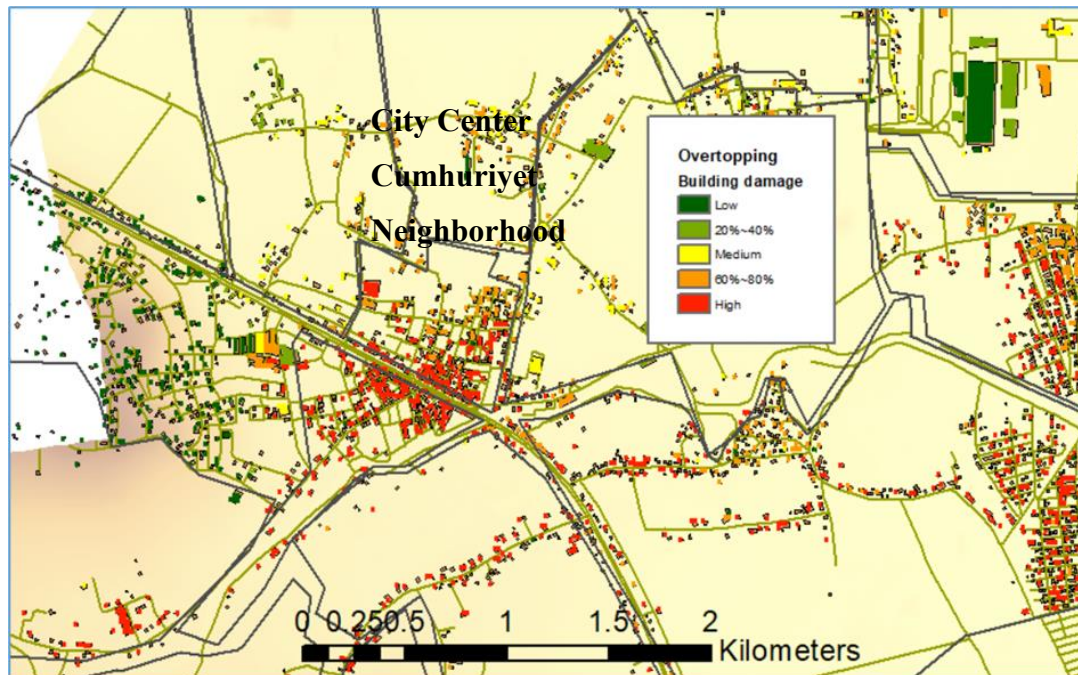 City Center
Cumhuriyet
Neighborhood
Overtopping
Building damage
Low
20%~40%
Medium
60%~80%
High
0 0.250.5 1 1.5 2
Kilometers